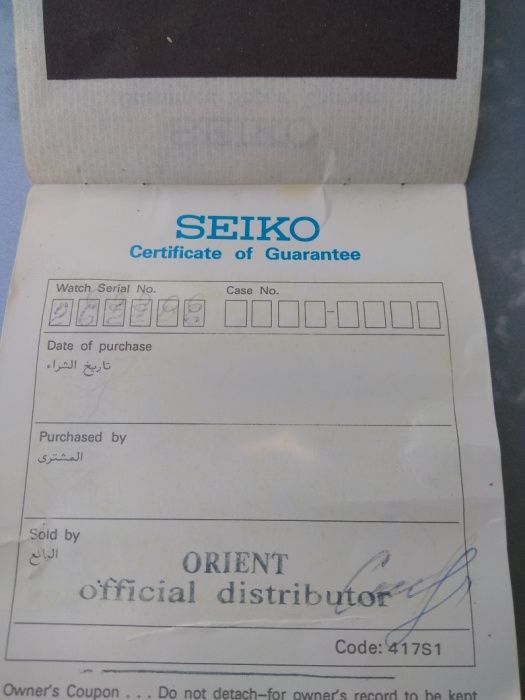 SEIKO
Certificate of Guarantee
Watch Serial No.
Case No.
Date of purchase
تاريخ الشراء
Purchased by
المشترى
Sold by
البائع
ORIENT
official distributor
Code: 417S1
Owner's Coupon . . . Do not detach–for owner's record to be kept